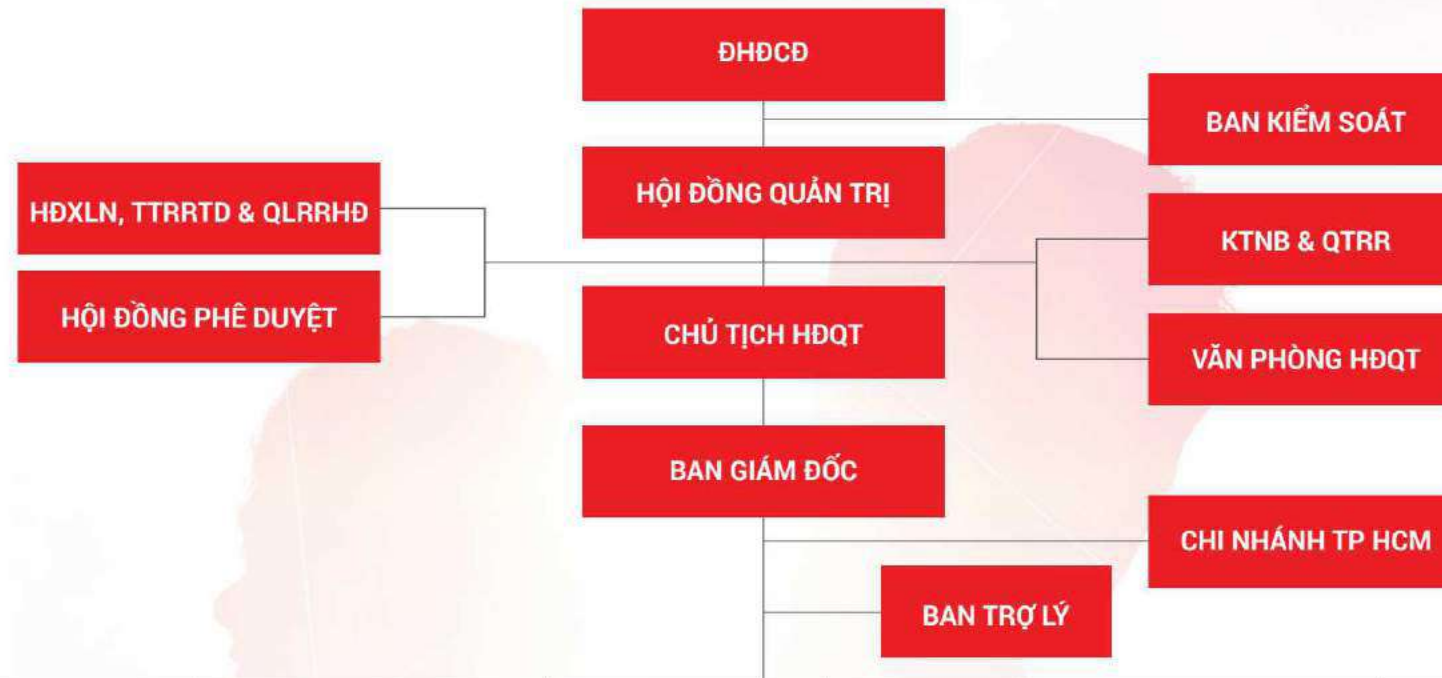 ĐHĐCĐ
BAN KIỂM SOÁT
HỘI ĐỒNG QUẢN TRỊ
HĐXLN, TTRRTD & QLRRHĐ
KTNB & QTRR
HỘI ĐỒNG PHÊ DUYỆT
CHỦ TỊCH HĐQT
VĂN PHÒNG HĐQT
BAN GIÁM ĐỐC
CHI NHÁNH TP HCM
BAN TRỢ LÝ